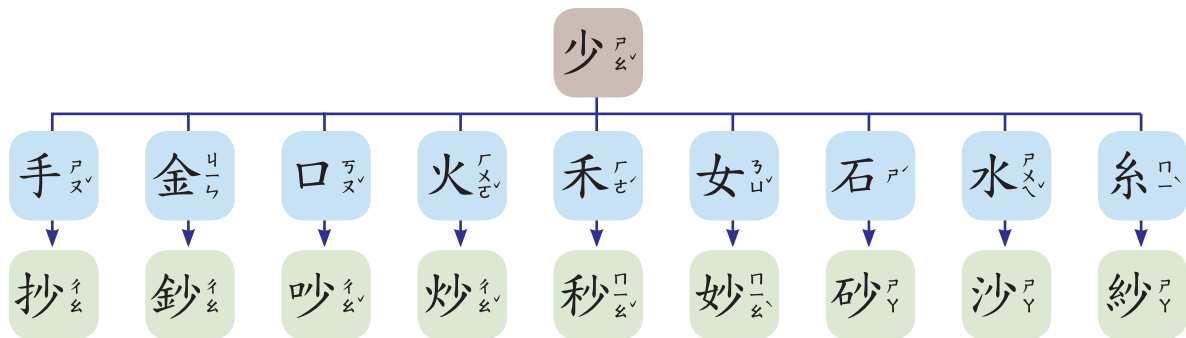 少ㄕㄠˇ
手ㄕㄡˇ 金ㄐㄧㄣ 口ㄎㄡˇ 火ㄏㄨㄛˇ 禾ㄏㄜˊ 女ㄋㄩˇ 石ㄕˊ 水ㄕㄨㄟˇ 糸ㄇㄧˋ
抄ㄔㄠ 鈔ㄔㄠ 吵ㄔㄠˇ 炒ㄔㄠˇ 秒ㄇㄧㄠˇ 妙ㄇㄧㄠˋ 砂ㄕㄚ 沙ㄕㄚ 紗ㄕㄚ